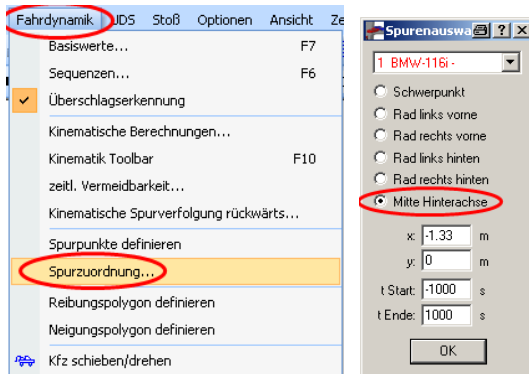 Fahrdynamik UDS Stoß Optionen Ansicht
Basiswerte... F7
Sequenzen... F6
Überschlagserkennung
Kinematische Berechnungen...
Kinematik Toolbar F10
zeitl. Vermeidbarkeit...
Kinematische Spurverfolgung rückwärts...
Spurpunkte definieren
Spurzuordnung...
Reibungspolygon definieren
Neigungspolygon definieren
Kfz schieben/drehen
Spurenauswa
1 BMW-116i -
Schwerpunkt
Rad links vorne
Rad rechts vorne
Rad links hinten
Rad rechts hinten
Mitte Hinterachse
x: -1.33 m
y: 0 m
t Start: -1000 s
t Ende: 1000 s
OK